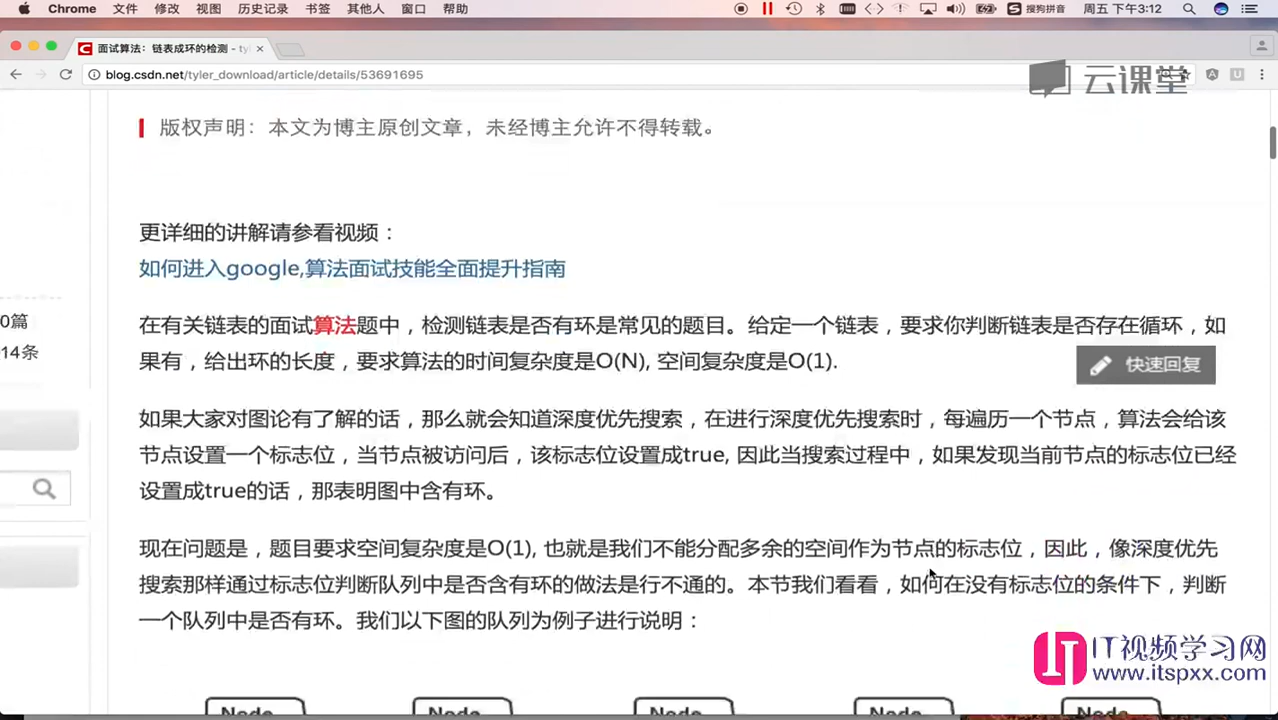 Chrome 文件 修改 视图 历史记录 书签 其他人 窗口 帮助 搜狗拼音 周五 下午3:12
面试算法：链表成环的检测 - ty
blog.csdn.net/tyler_download/article/details/53691695
云课堂
版权声明：本文为博主原创文章，未经博主允许不得转载。
更详细的讲解请参看视频：
如何进入google,算法面试技能全面提升指南
0篇
14条
在有关链表的面试算法题中，检测链表是否有环是常见的题目。给定一个链表，要求你判断链表是否存在循环，如
果有，给出环的长度，要求算法的时间复杂度是O(N), 空间复杂度是O(1).
快速回复
如果大家对图论有了解的话，那么就会知道深度优先搜索，在进行深度优先搜索时，每遍历一个节点，算法会给该
节点设置一个标志位，当节点被访问后，该标志位设置成true, 因此当搜索过程中，如果发现当前节点的标志位已经
设置成true的话，那表明图中含有环。
现在问题是，题目要求空间复杂度是O(1), 也就是我们不能分配多余的空间作为节点的标志位，因此，像深度优先
搜索那样通过标志位判断队列中是否含有环的做法是行不通的。本节我们看看，如何在没有标志位的条件下，判断
一个队列中是否有环。我们以下图的队列为例子进行说明：
IT视频学习网
www.itspxx.com
Node Node Node Node Node